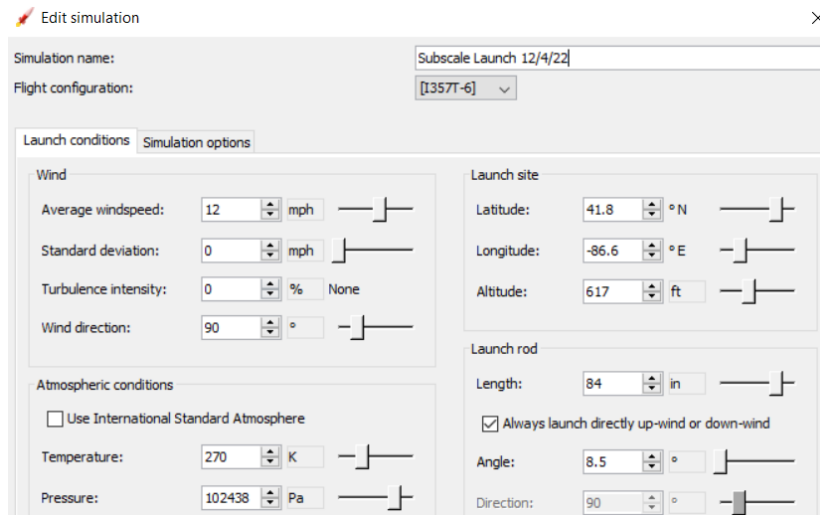 Edit simulation
Simulation name: Subscale Launch 12/4/22
Flight configuration: [I357T-6]
Launch conditions Simulation options
Wind
Average windspeed: 12 mph
Standard deviation: 0 mph
Turbulence intensity: 0 % None
Wind direction: 90 °
Atmospheric conditions
Use International Standard Atmosphere
Temperature: 270 K
Pressure: 102438 Pa
Launch site
Latitude: 41.8 ° N
Longitude: -86.6 ° E
Altitude: 617 ft
Launch rod
Length: 84 in
Always launch directly up-wind or down-wind
Angle: 8.5 °
Direction: 90 °